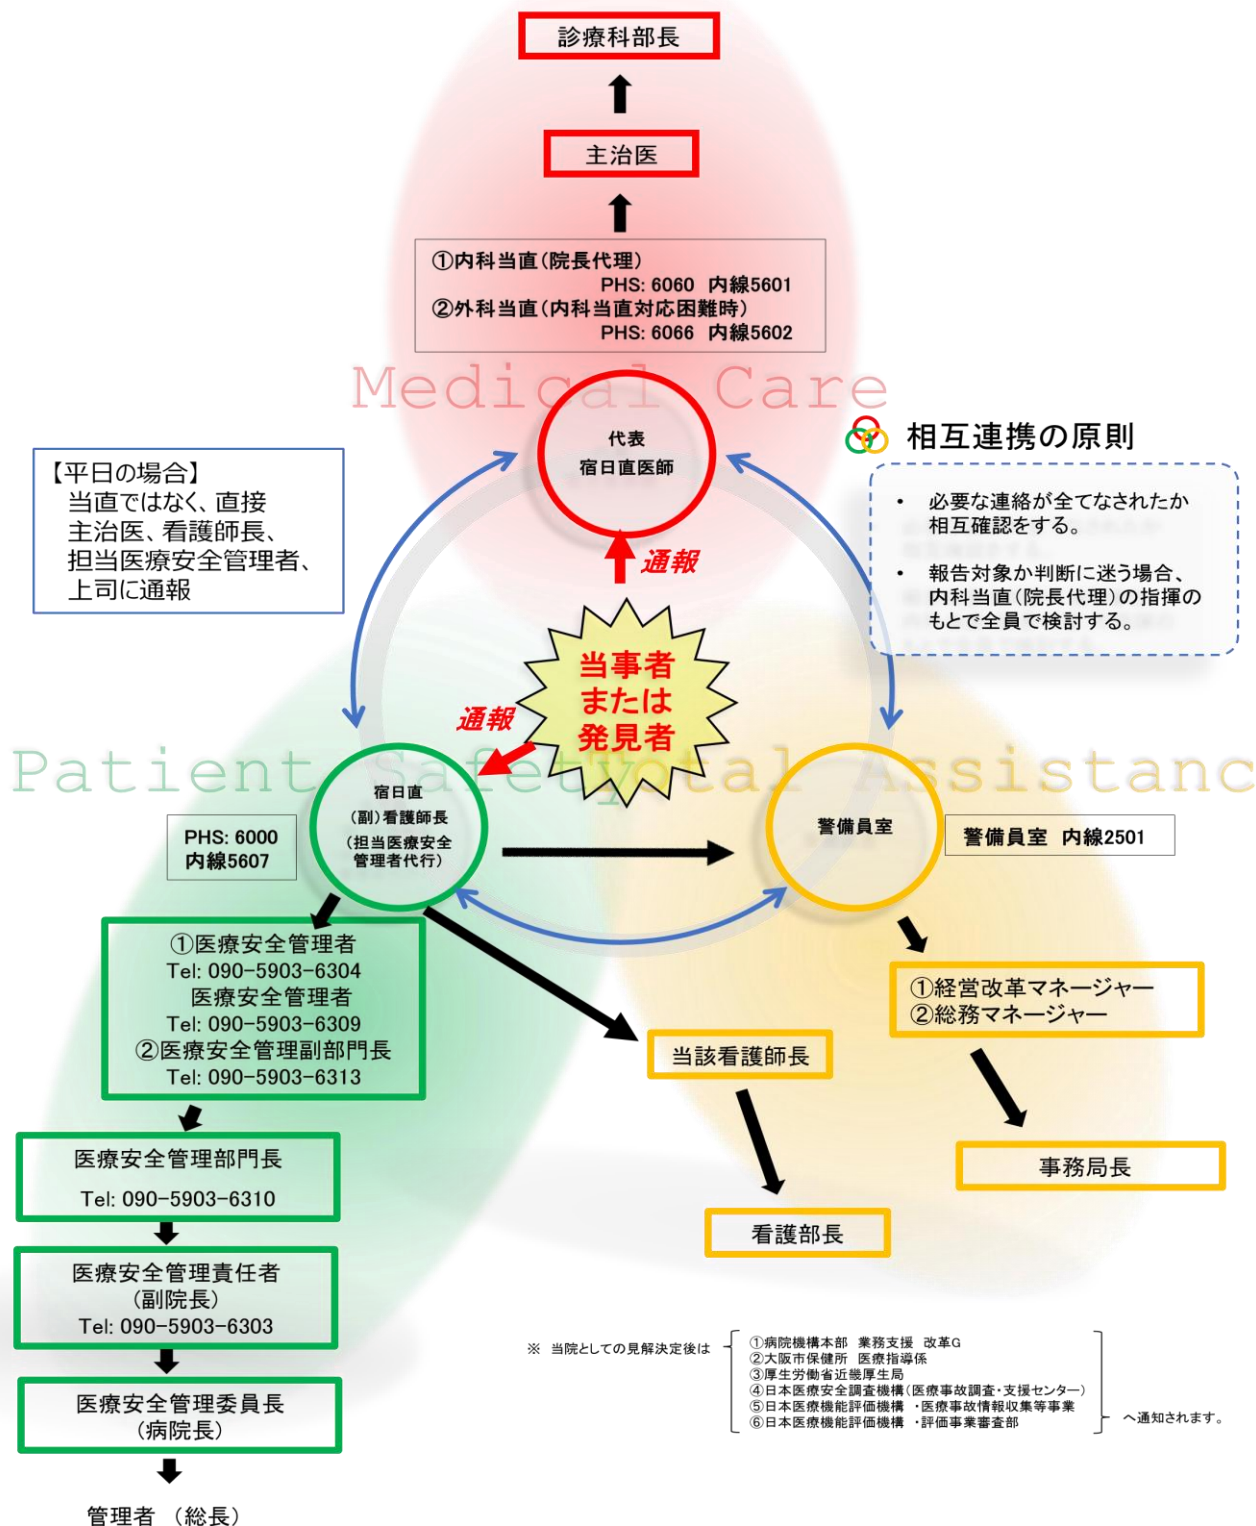 診療科部長
主治医
①内科当直(院長代理)
PHS: 6060 内線5601
②外科当直(内科当直対応困難時)
PHS: 6066 内線5602
Medical Care
代表
宿日直医師
相互連携の原則
【平日の場合】
当直ではなく、直接
主治医、看護師長、
担当医療安全管理者、
上司に通報
・ 必要な連絡が全てなされたか
相互確認をする。
・ 報告対象か判断に迷う場合、
内科当直(院長代理)の指揮の
もとで全員で検討する。
通報
当事者
または
発見者
通報
Patient Safety
otal Assistanc
宿日直
(副)看護師長
(担当医療安全
管理者代行)
PHS: 6000
内線5607
警備員室
警備員室 内線2501
①医療安全管理者
Tel: 090-5903-6304
医療安全管理者
Tel: 090-5903-6309
②医療安全管理副部門長
Tel: 090-5903-6313
①経営改革マネージャー
②総務マネージャー
当該看護師長
医療安全管理部門長
Tel: 090-5903-6310
事務局長
看護部長
医療安全管理責任者
(副院長)
Tel: 090-5903-6303
※ 当院としての見解決定後は
①病院機構本部 業務支援 改革G
②大阪市保健所 医療指導係
③厚生労働省近畿厚生局
④日本医療安全調査機構(医療事故調査・支援センター)
⑤日本医療機能評価機構 ・医療事故情報収集等事業
⑥日本医療機能評価機構 ・評価事業審査部
へ通知されます。
医療安全管理委員長
(病院長)
管理者 (総長)